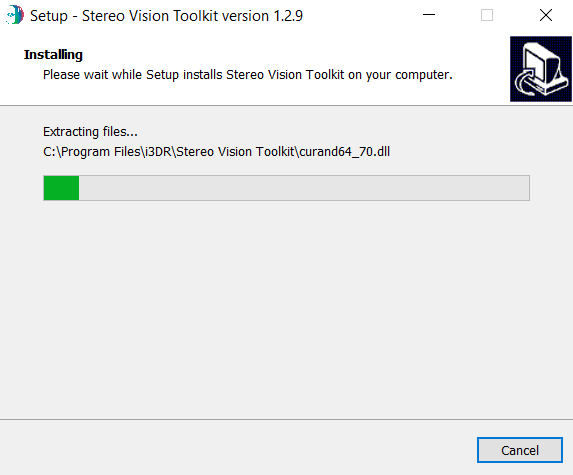 Setup - Stereo Vision Toolkit version 1.2.9
Installing
Please wait while Setup installs Stereo Vision Toolkit on your computer.
Extracting files...
C:\Program Files\i3DR\Stereo Vision Toolkit\curand64_70.dll
Cancel